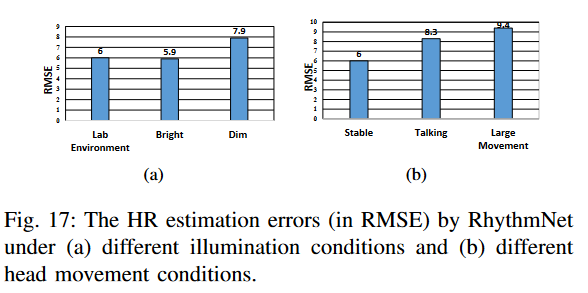 9
8
7
6
5
4
3
2
1
0
RMSE
6
5.9
7.9
Lab
Environment
Bright
Dim
(a)
10
9
8
7
6
5
4
3
2
1
0
RMSE
6
8.3
9.4
Stable
Talking
Large
Movement
(b)
Fig. 17: The HR estimation errors (in RMSE) by RhythmNet
under (a) different illumination conditions and (b) different
head movement conditions.